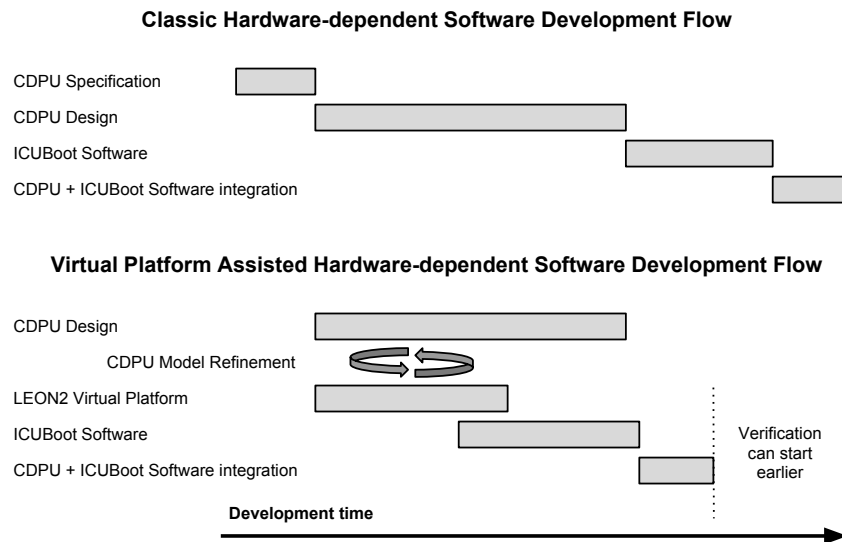 Classic Hardware-dependent Software Development Flow
CDPU Specification
CDPU Design
ICUBoot Software
CDPU + ICUBoot Software integration
Virtual Platform Assisted Hardware-dependent Software Development Flow
CDPU Design
CDPU Model Refinement
LEON2 Virtual Platform
ICUBoot Software
CDPU + ICUBoot Software integration
Verification
can start
earlier
Development time